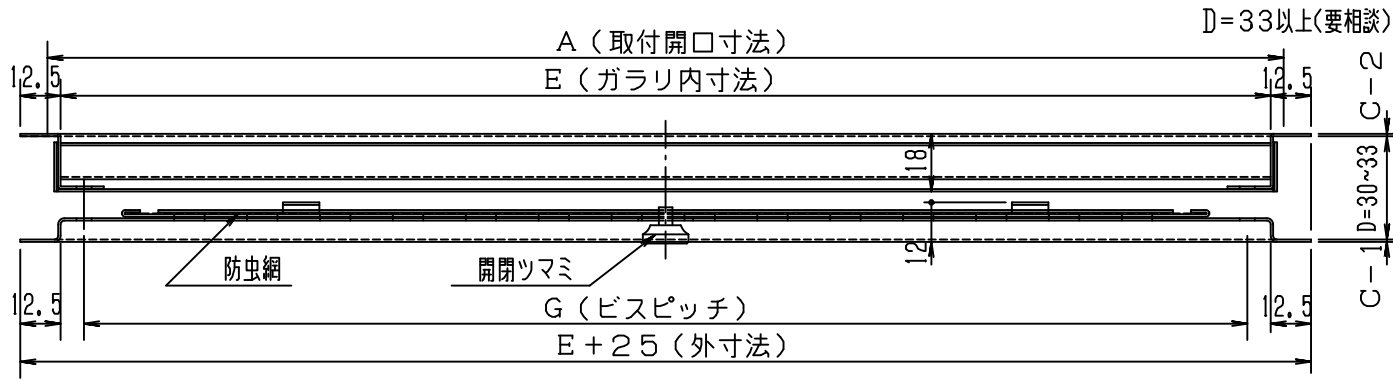 D=33以上(要相談)
A(取付開口寸法)
12.5
E(ガラリ内寸法)
12.5
C-2
18
D=30~33
12
C-1
防虫網
開閉ツマミ
12.5
G(ビスピッチ)
12.5
E+25(外寸法)